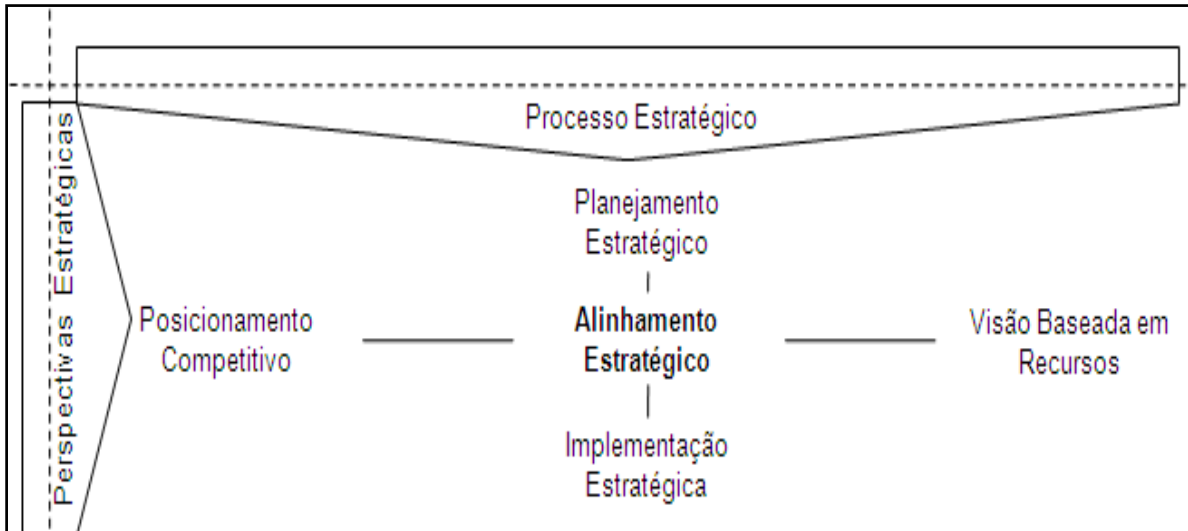 Processo Estratégico
Perspectivas Estratégicas
Planejamento
Estratégico
Posicionamento
Competitivo
Alinhamento
Estratégico
Visão Baseada em
Recursos
Implementação
Estratégica